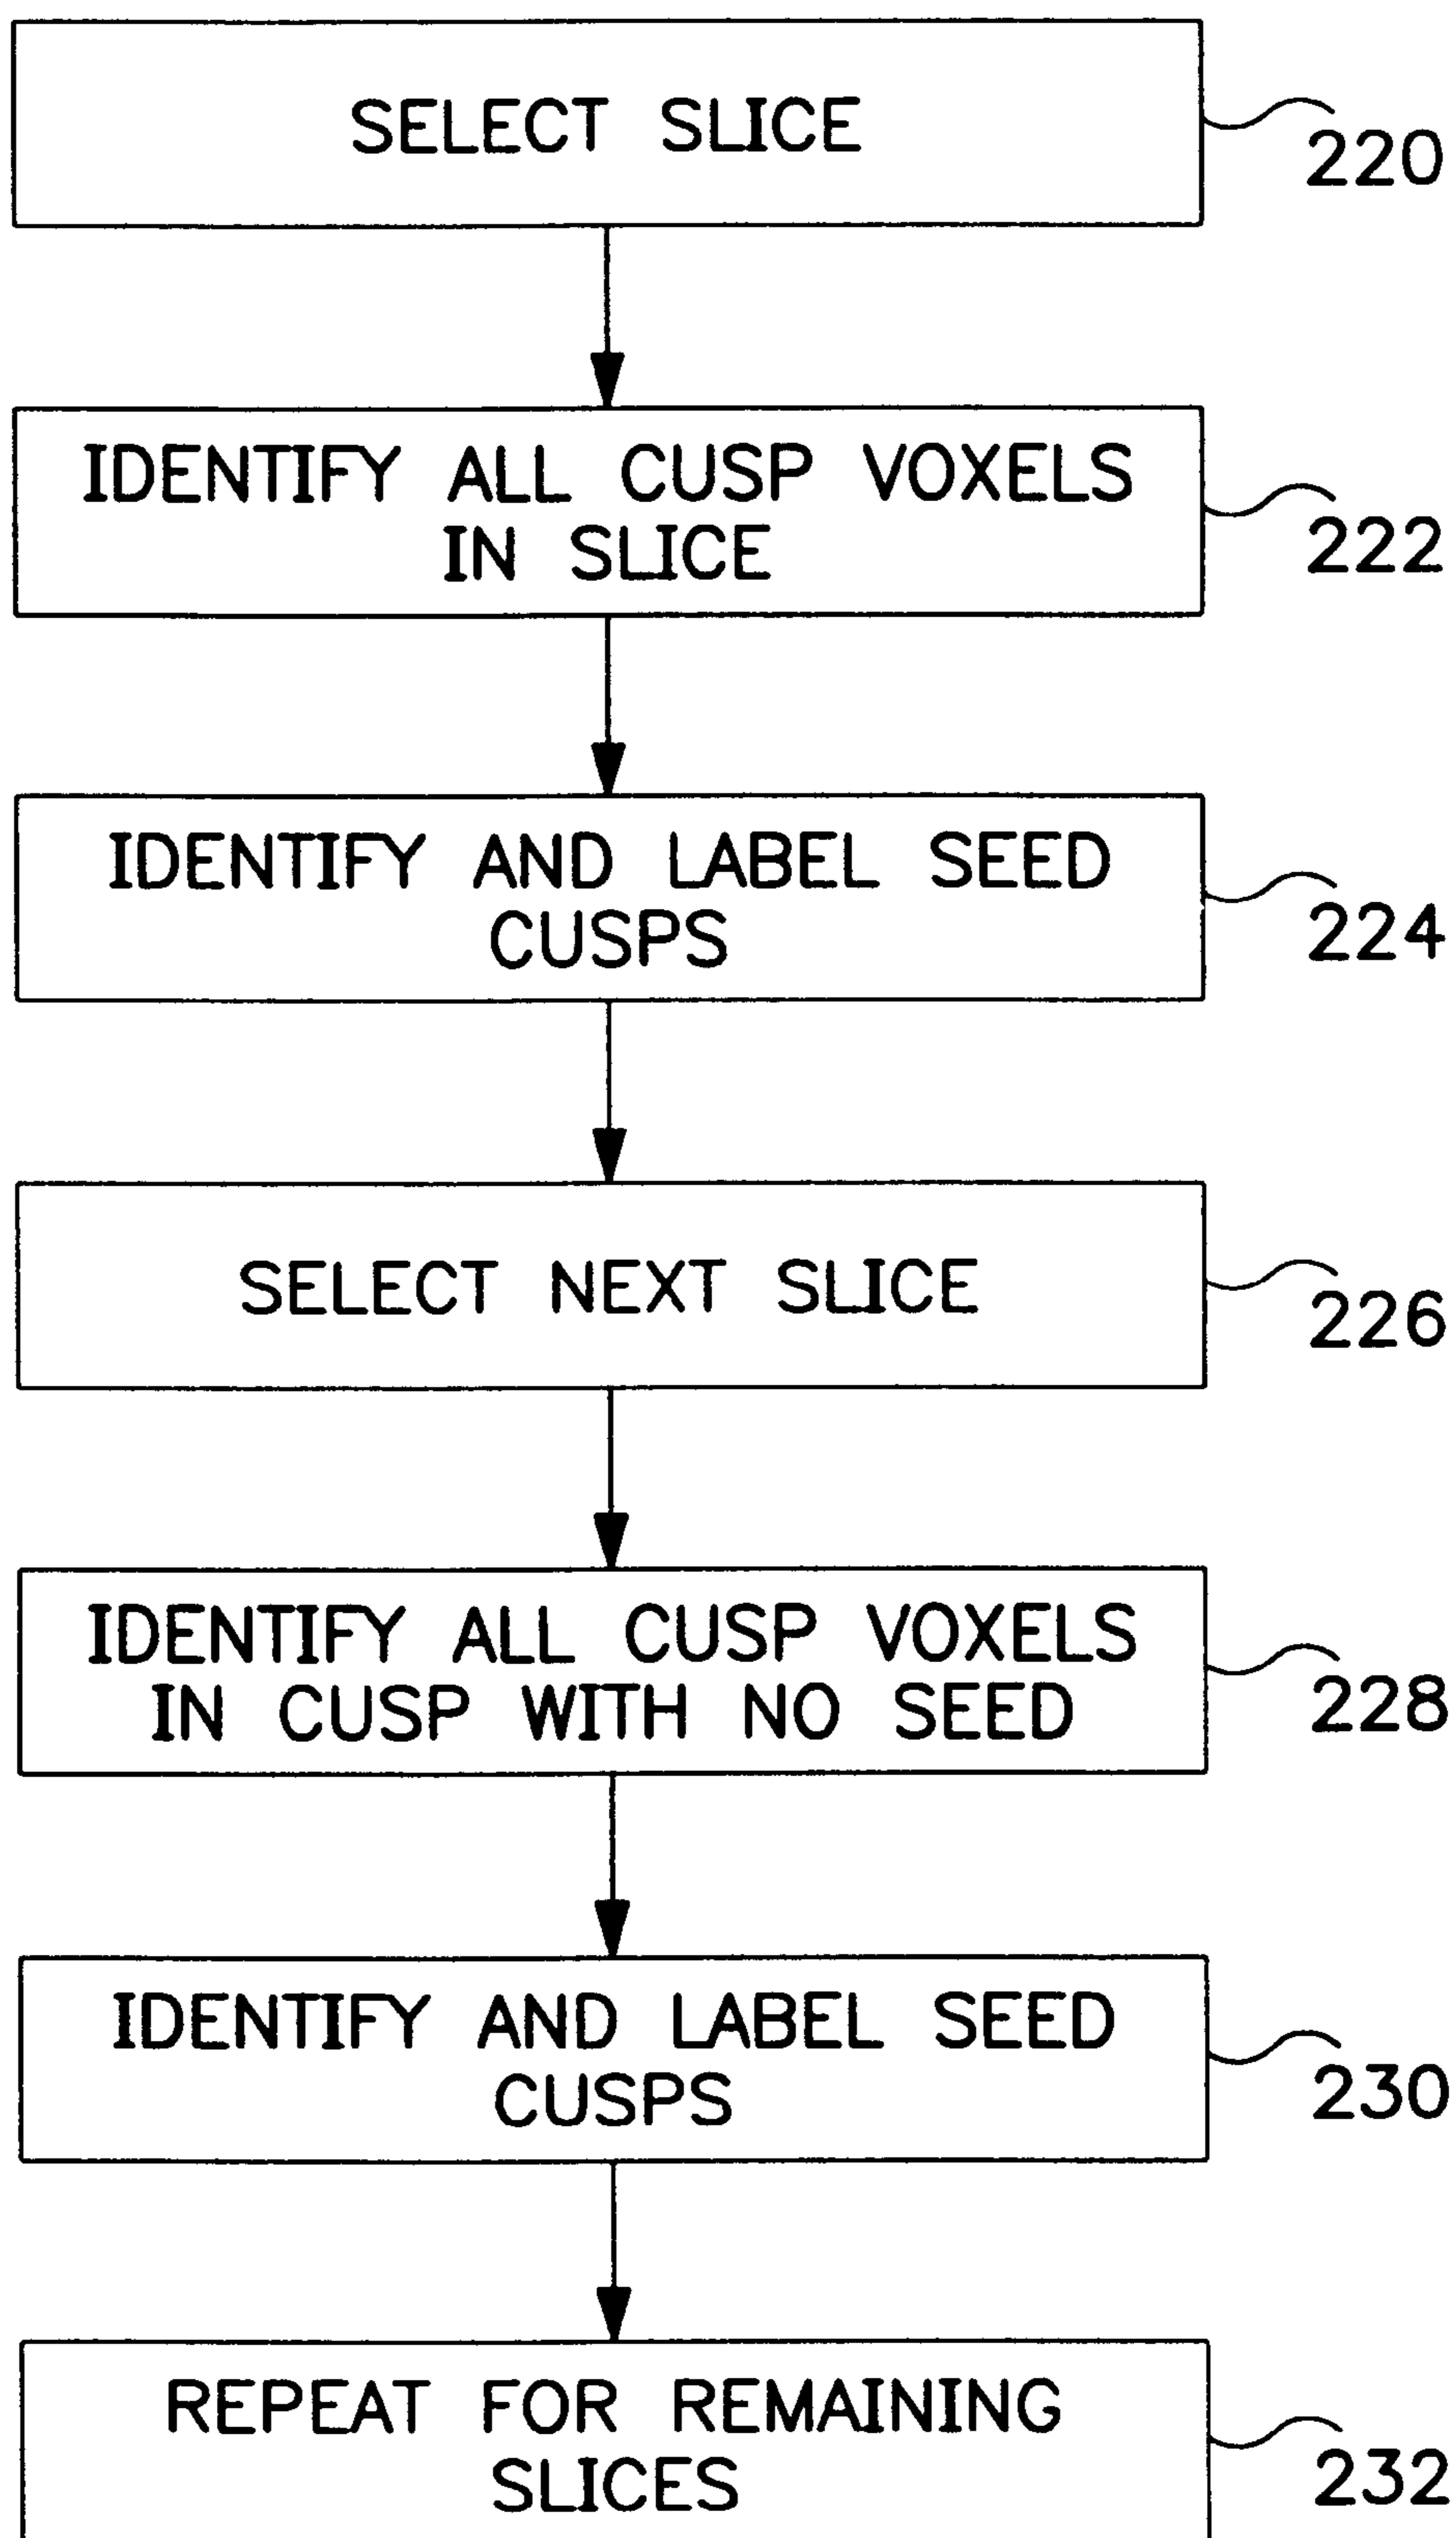 SELECT SLICE
220
IDENTIFY ALL CUSP VOXELS
IN SLICE
222
IDENTIFY AND LABEL SEED
CUSPS
224
SELECT NEXT SLICE
226
IDENTIFY ALL CUSP VOXELS
IN CUSP WITH NO SEED
228
IDENTIFY AND LABEL SEED
CUSPS
230
REPEAT FOR REMAINING
SLICES
232